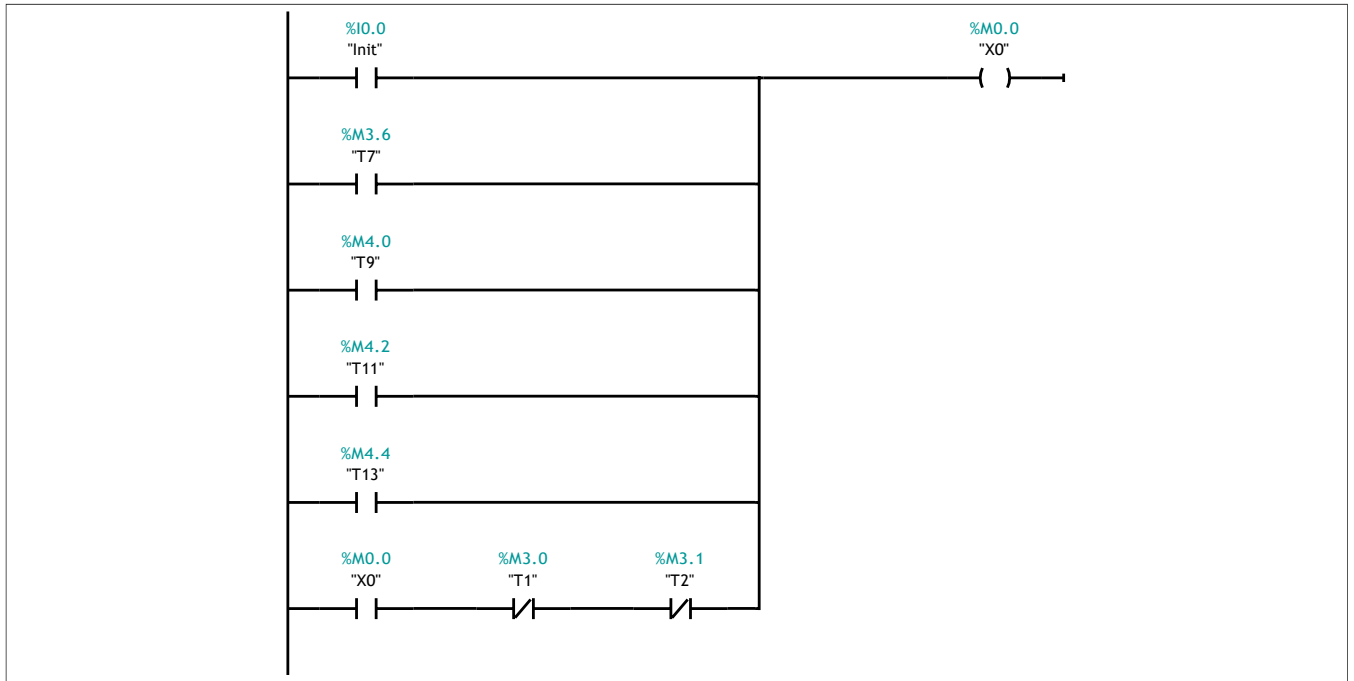 %I0.0
"Init"
%M0.0
"X0"
%M3.6
"T7"
%M4.0
"T9"
%M4.2
"T11"
%M4.4
"T13"
%M0.0
"X0"
%M3.0
"T1"
%M3.1
"T2"